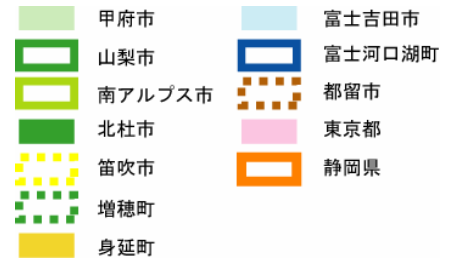 甲府市
山梨市
南アルプス市
北杜市
笛吹市
増穂町
身延町
富士吉田市
富士河口湖町
都留市
東京都
静岡県